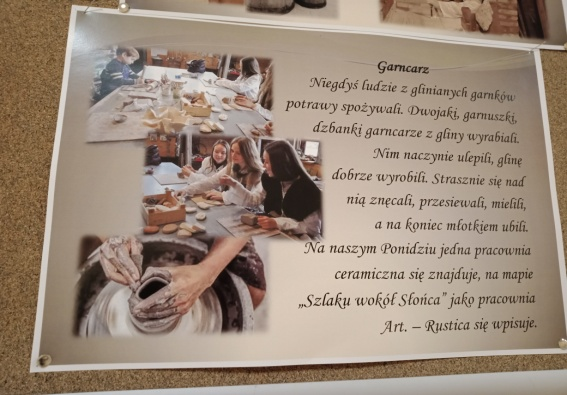 Garncarz
Niegdyś ludzie z glinianych garnków
potrawy spożywali. Dwojaki, garnuszki,
dzbanki garncarze z gliny wyrabiali.
Nim naczynie ulepili, glinę
dobrze wyrobili. Strasznie się nad
nią znęcali, przesiewali, mielili,
a na koniec młotkiem ubili.
Na naszym Ponidziu jedna pracownia
ceramiczna się znajduje, na mapie
„Szlaku wokół Słońca” jako pracownia
Art. – Rustica się wpisuje.